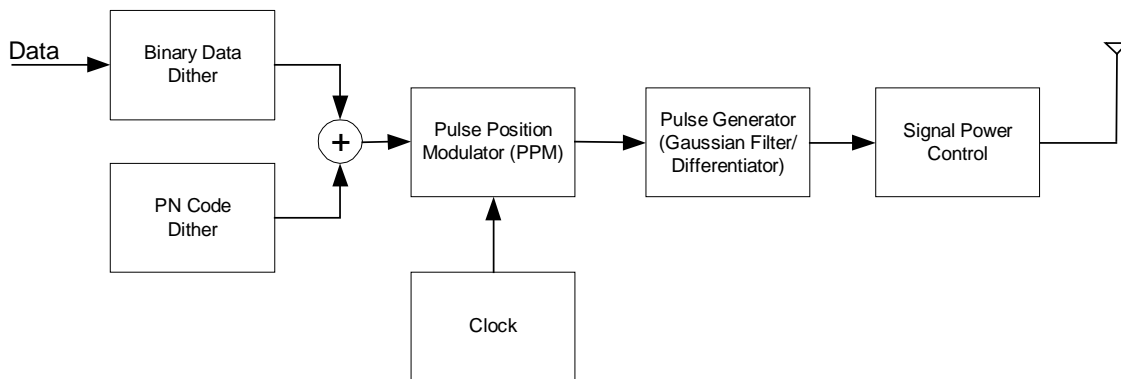 Data
Binary Data
Dither
PN Code
Dither
+
Pulse Position
Modulator (PPM)
Clock
Pulse Generator
(Gaussian Filter/
Differentiator)
Signal Power
Control